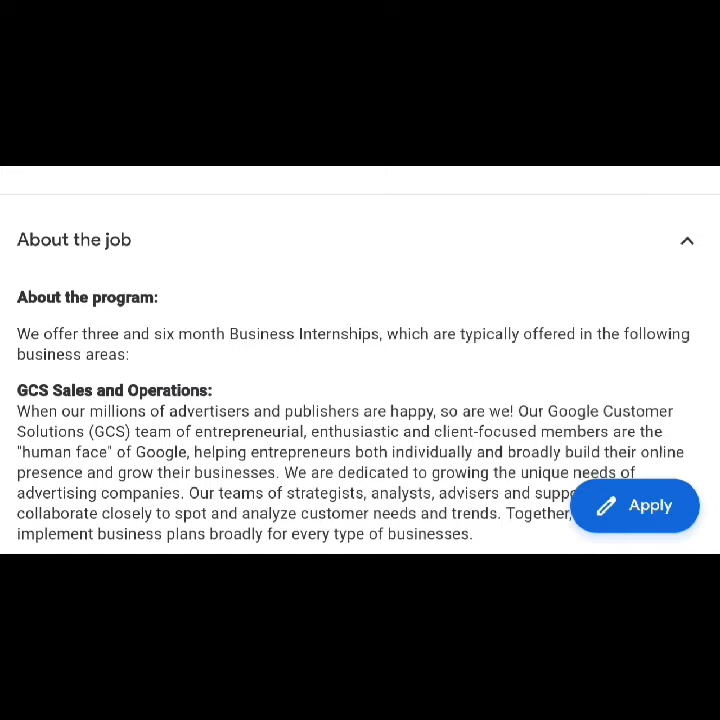 About the job
About the program:
We offer three and six month Business Internships, which are typically offered in the following
business areas:
GCS Sales and Operations:
When our millions of advertisers and publishers are happy, so are we! Our Google Customer
Solutions (GCS) team of entrepreneurial, enthusiastic and client-focused members are the
"human face" of Google, helping entrepreneurs both individually and broadly build their online
presence and grow their businesses. We are dedicated to growing the unique needs of
advertising companies. Our teams of strategists, analysts, advisers and
collaborate closely to spot and analyze customer needs and trends. Together,
implement business plans broadly for every type of businesses.
Apply